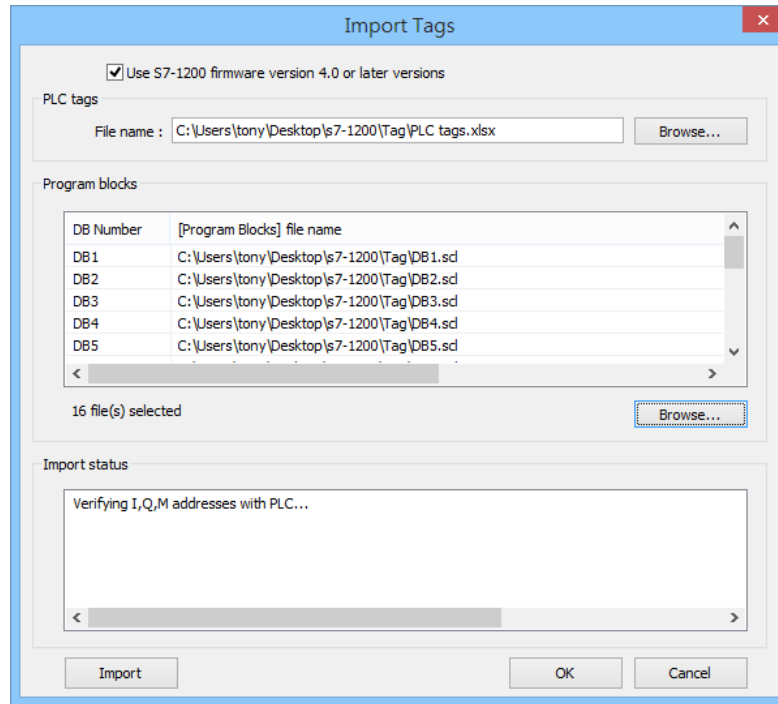 Import Tags
Use S7-1200 firmware version 4.0 or later versions
PLC tags
File name : C:\Users\tony\Desktop\s7-1200\Tag\PLC tags.xlsx Browse...
Program blocks
DB Number [Program Blocks] file name
DB1 C:\Users\tony\Desktop\s7-1200\Tag\DB1.scl
DB2 C:\Users\tony\Desktop\s7-1200\Tag\DB2.scl
DB3 C:\Users\tony\Desktop\s7-1200\Tag\DB3.scl
DB4 C:\Users\tony\Desktop\s7-1200\Tag\DB4.scl
DB5 C:\Users\tony\Desktop\s7-1200\Tag\DB5.scl
16 file(s) selected Browse...
Import status
Verifying I,Q,M addresses with PLC...
Import OK Cancel